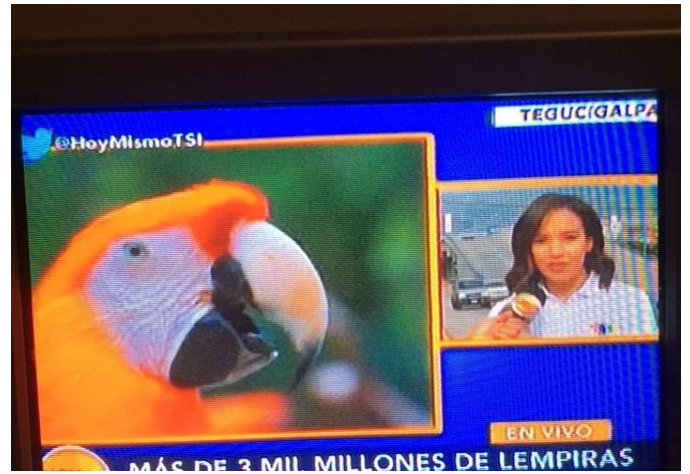 TEGUCIGALPA
@HoyMismoTSI
EN VIVO
MÁS DE 3 MIL MILLONES DE LEMPIRAS